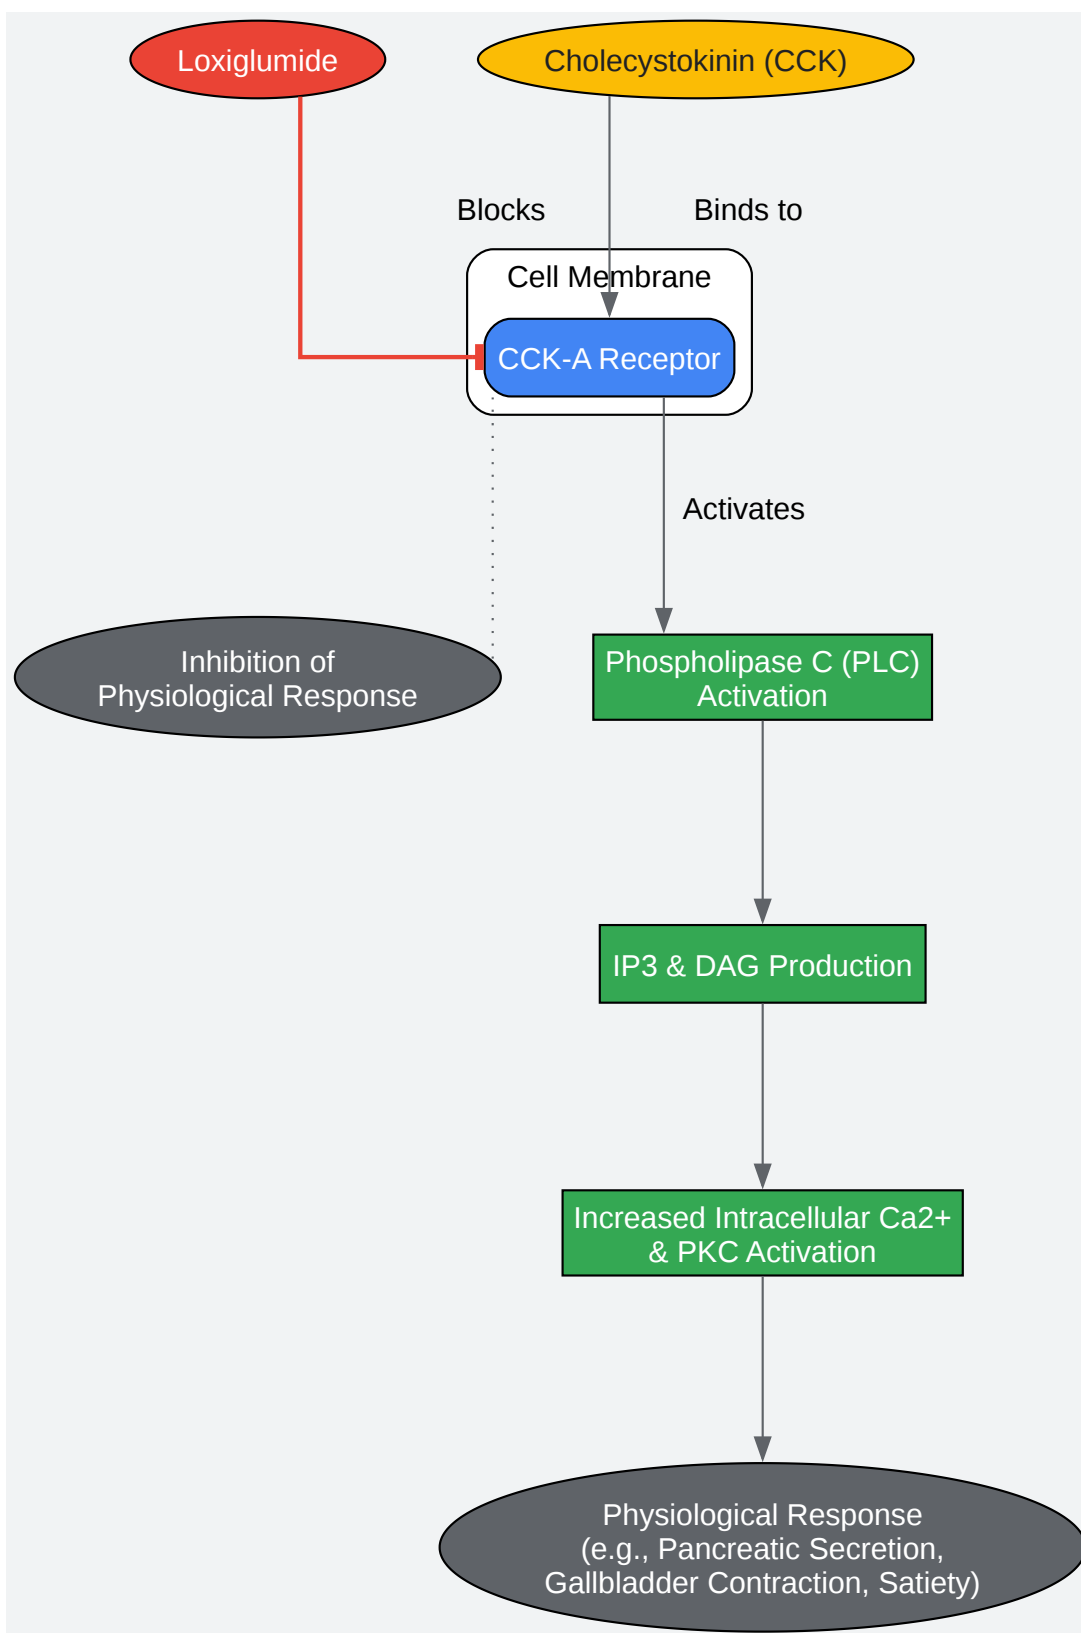 Loxiglumide
Cholecystokinin (CCK)
Blocks
Binds to
Cell Membrane
CCK-A Receptor
Activates
Inhibition of
Physiological Response
Phospholipase C (PLC)
Activation
IP3 & DAG Production
Increased Intracellular Ca2+
& PKC Activation
Physiological Response
(e.g., Pancreatic Secretion,
Gallbladder Contraction, Satiety)